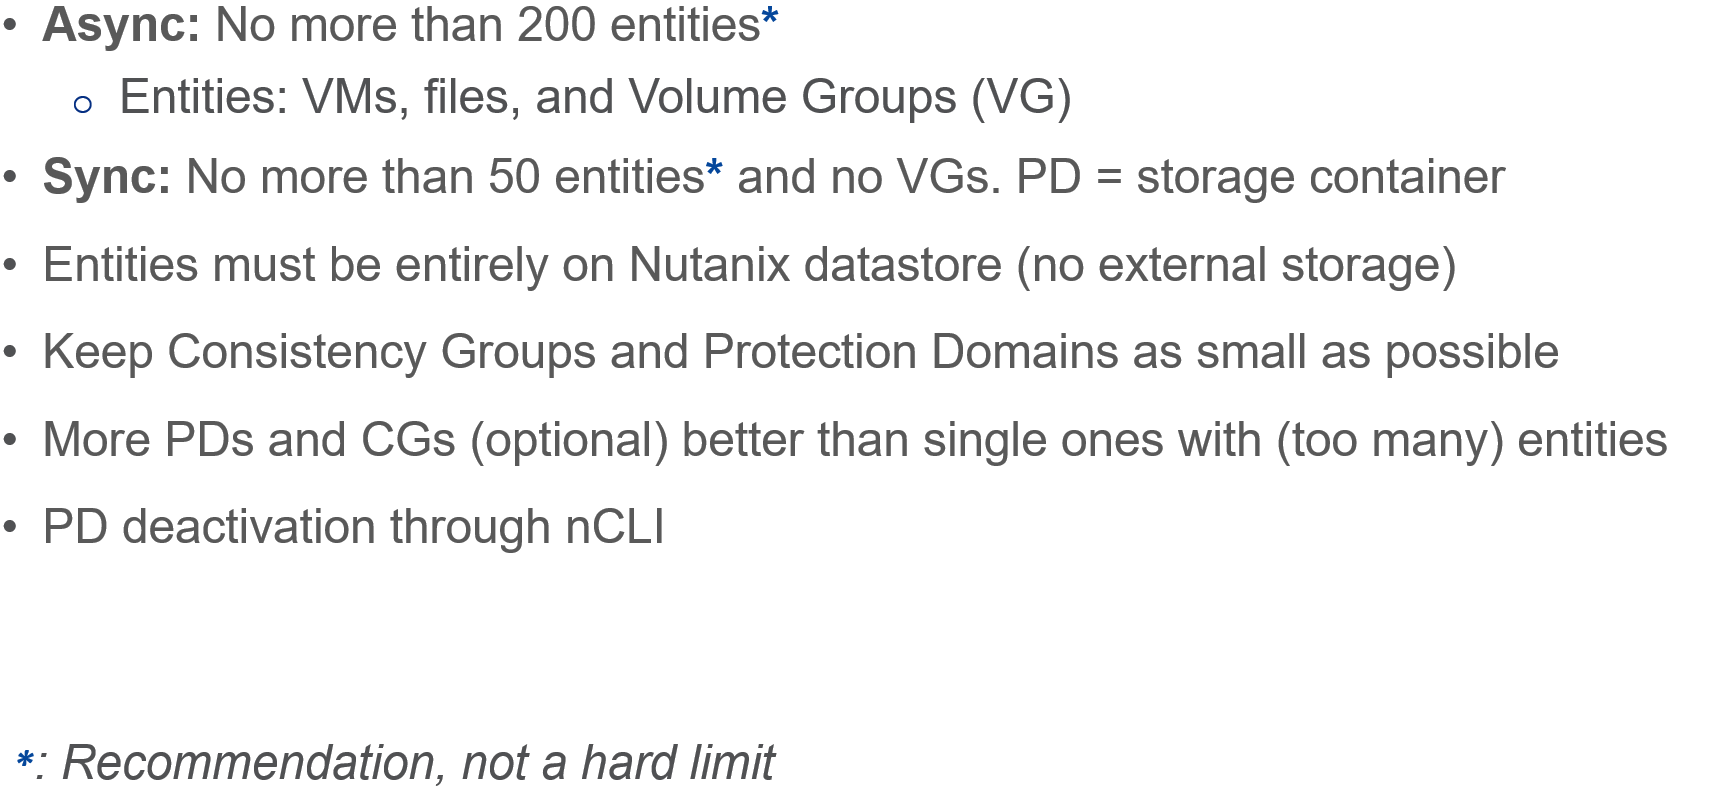 • Async: No more than 200 entities*
o Entities: VMs, files, and Volume Groups (VG)
• Sync: No more than 50 entities* and no VGs. PD = storage container
• Entities must be entirely on Nutanix datastore (no external storage)
• Keep Consistency Groups and Protection Domains as small as possible
• More PDs and CGs (optional) better than single ones with (too many) entities
• PD deactivation through nCLI
*: Recommendation, not a hard limit